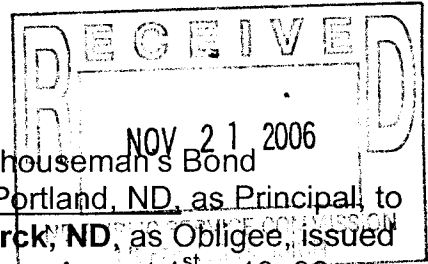 RECEIVED
NOV 21 2006
houseman's Bond
Portland, ND, as Principal, to
rck, ND, as Obligee, issued